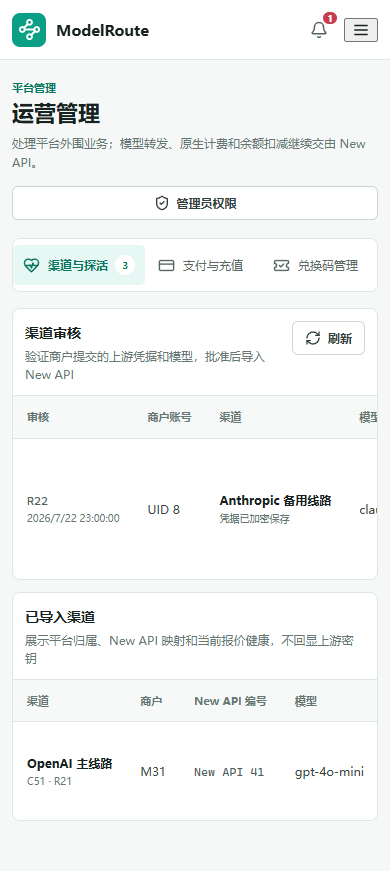 ModelRoute
1
平台管理
运营管理
处理平台外围业务；模型转发、原生计费和余额扣减继续交由 New
API。
管理员权限
渠道与探活 3 支付与充值 兑换码管理
渠道审核
刷新
验证商户提交的上游凭据和模型，批准后导入
New API
审核 商户账号 渠道 模型
R22
2026/7/22 23:00:00
UID 8
Anthropic 备用线路
凭据已加密保存
clau
已导入渠道
展示平台归属、New API 映射和当前报价健康，不回显上游密
钥
渠道 商户 New API 编号 模型
OpenAI 主线路
C51 · R21
M31
New API 41
gpt-4o-mini